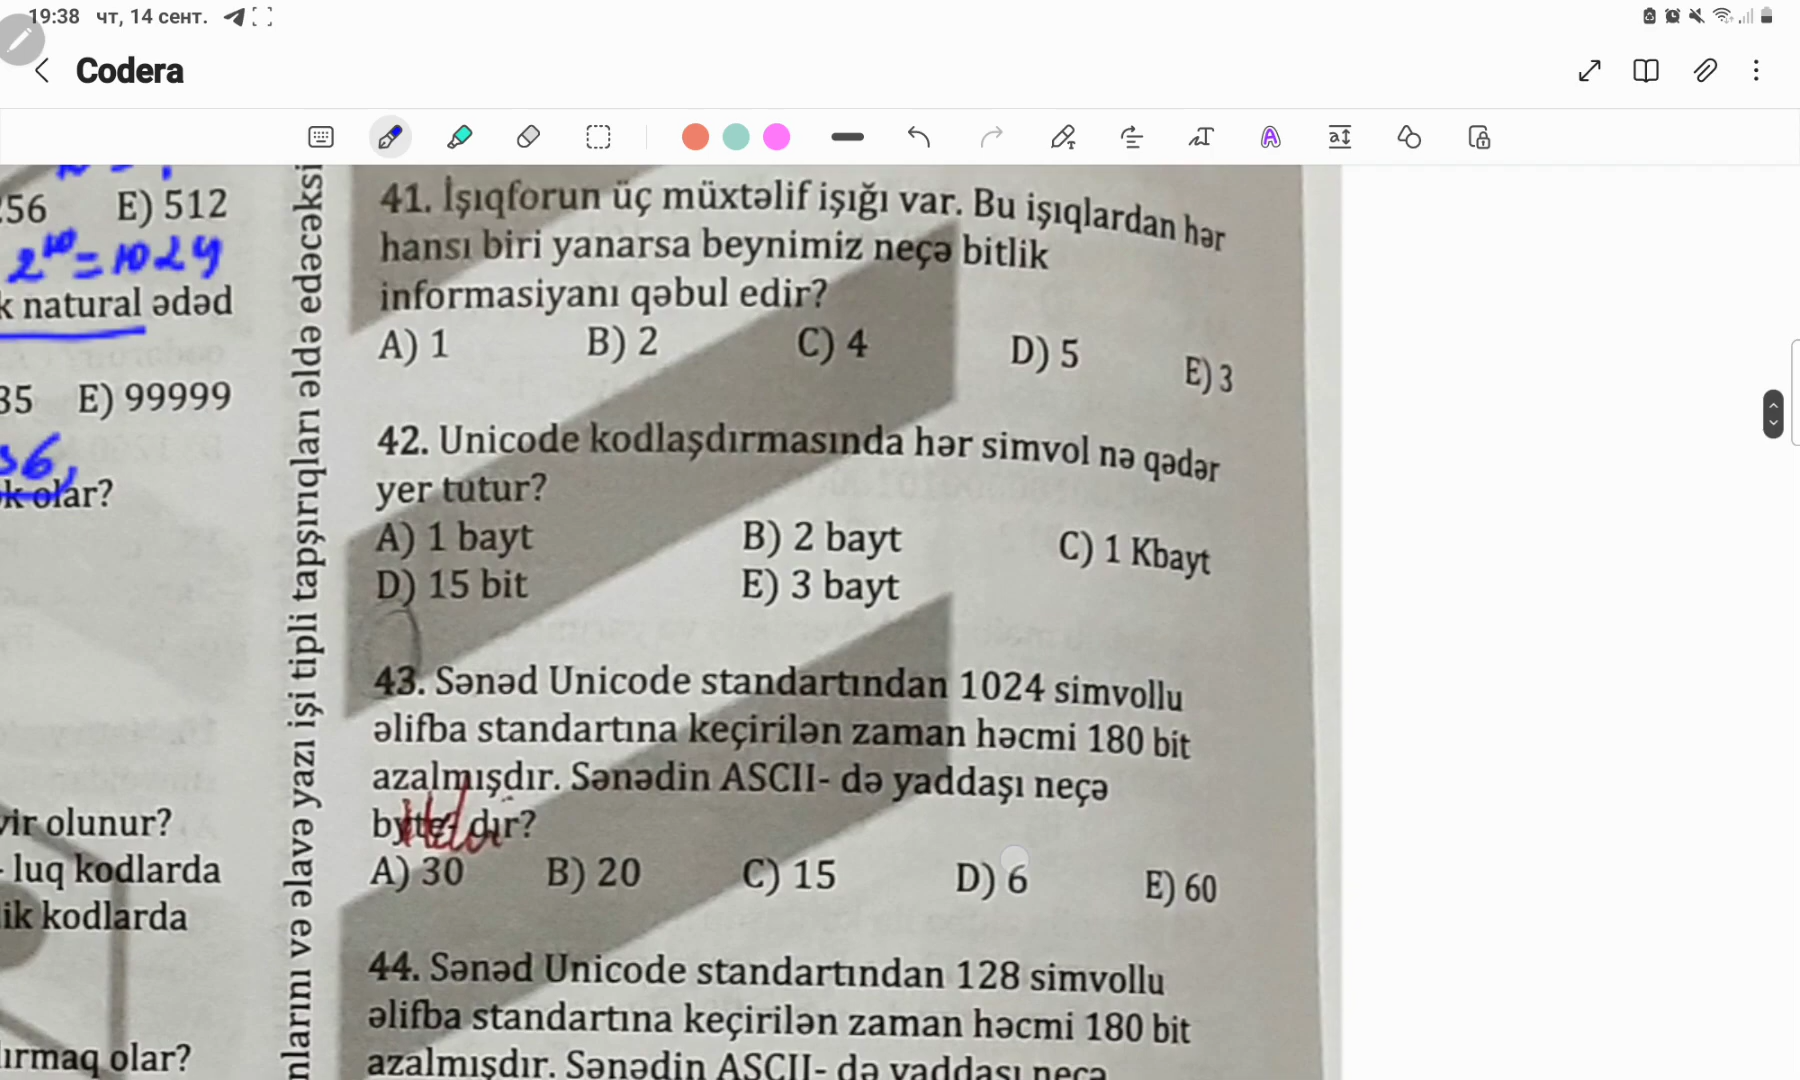 19:38 чт, 14 сент.
Codera
256 E) 512
2^10=1024
k natural ədəd
35 E) 99999
k olar?
vir olunur?
- luq kodlarda
ik kodlarda
ırmaq olar?
edəcəksi
nların əldə
tipli tapşırıq
və əlavə yazı işi
nlarını
41. İşıqforun üç müxtəlif işığı var. Bu işıqlardan hər
hansı biri yanarsa beynimiz neçə bitlik
informasiyanı qəbul edir?
A) 1 B) 2 C) 4 D) 5 E) 3
42. Unicode kodlaşdırmasında hər simvol nə qədər
yer tutur?
A) 1 bayt B) 2 bayt C) 1 Kbayt
D) 15 bit E) 3 bayt
43. Sənəd Unicode standartından 1024 simvollu
əlifba standartına keçirilən zaman həcmi 180 bit
azalmışdır. Sənədin ASCII- də yaddaşı neçə
byte- dır?
A) 30 B) 20 C) 15 D) 6 E) 60
44. Sənəd Unicode standartından 128 simvollu
əlifba standartına keçirilən zaman həcmi 180 bit
azalmışdır. Sənədin ASCII- də yaddaşı neçə